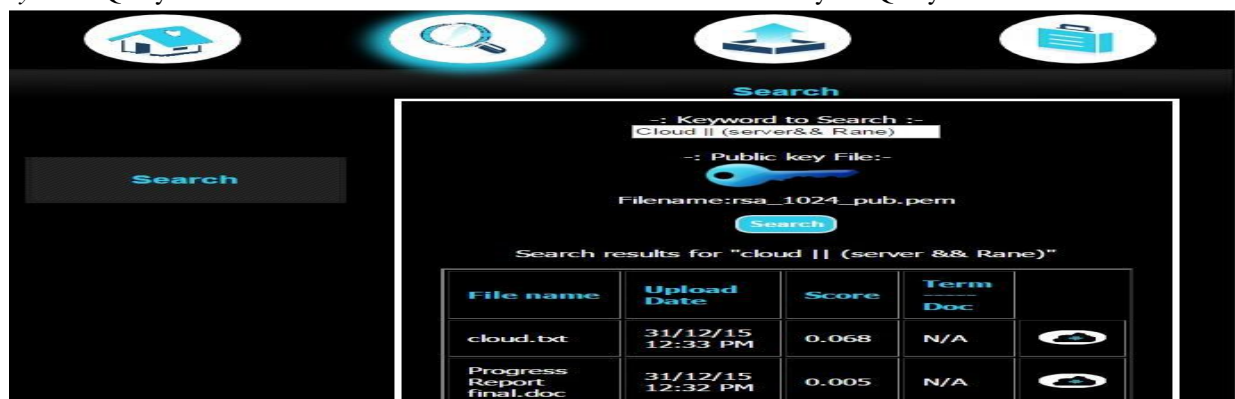 Search
-: Keyword to Search :-
Cloud || (server&& Rane)
-: Public key File:-
Search
Filename:rsa_1024_pub.pem
Search
Search results for "cloud || (server && Rane)"
File name Upload Date Score Term ----- Doc
cloud.txt 31/12/15 12:33 PM 0.068 N/A
Progress Report final.doc 31/12/15 12:32 PM 0.005 N/A